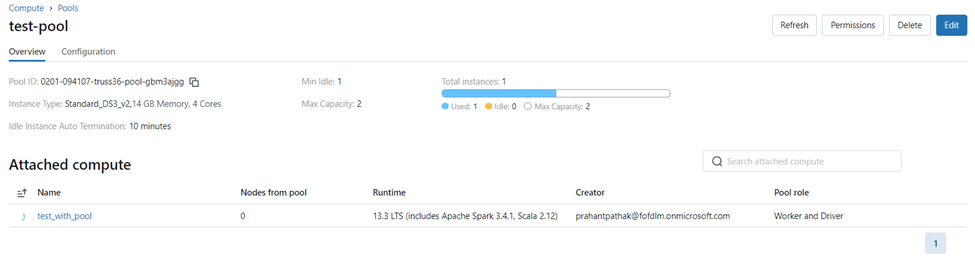 Compute > Pools
test-pool
Refresh
Permissions
Delete
Edit
Overview
Configuration
Pool ID: 0201-094107-truss36-pool-gbm3ajgg
Min Idle: 1
Total instances: 1
Instance Type: Standard_DS3_v2,14 GB Memory, 4 Cores
Max Capacity: 2
Used: 1 Idle: 0 Max Capacity: 2
Idle Instance Auto Termination: 10 minutes
Attached compute
Search attached compute
Name Nodes from pool Runtime Creator Pool role
test_with_pool 0 13.3 LTS (includes Apache Spark 3.4.1, Scala 2.12) prahantpathak@fofdlm.onmicrosoft.com Worker and Driver
1